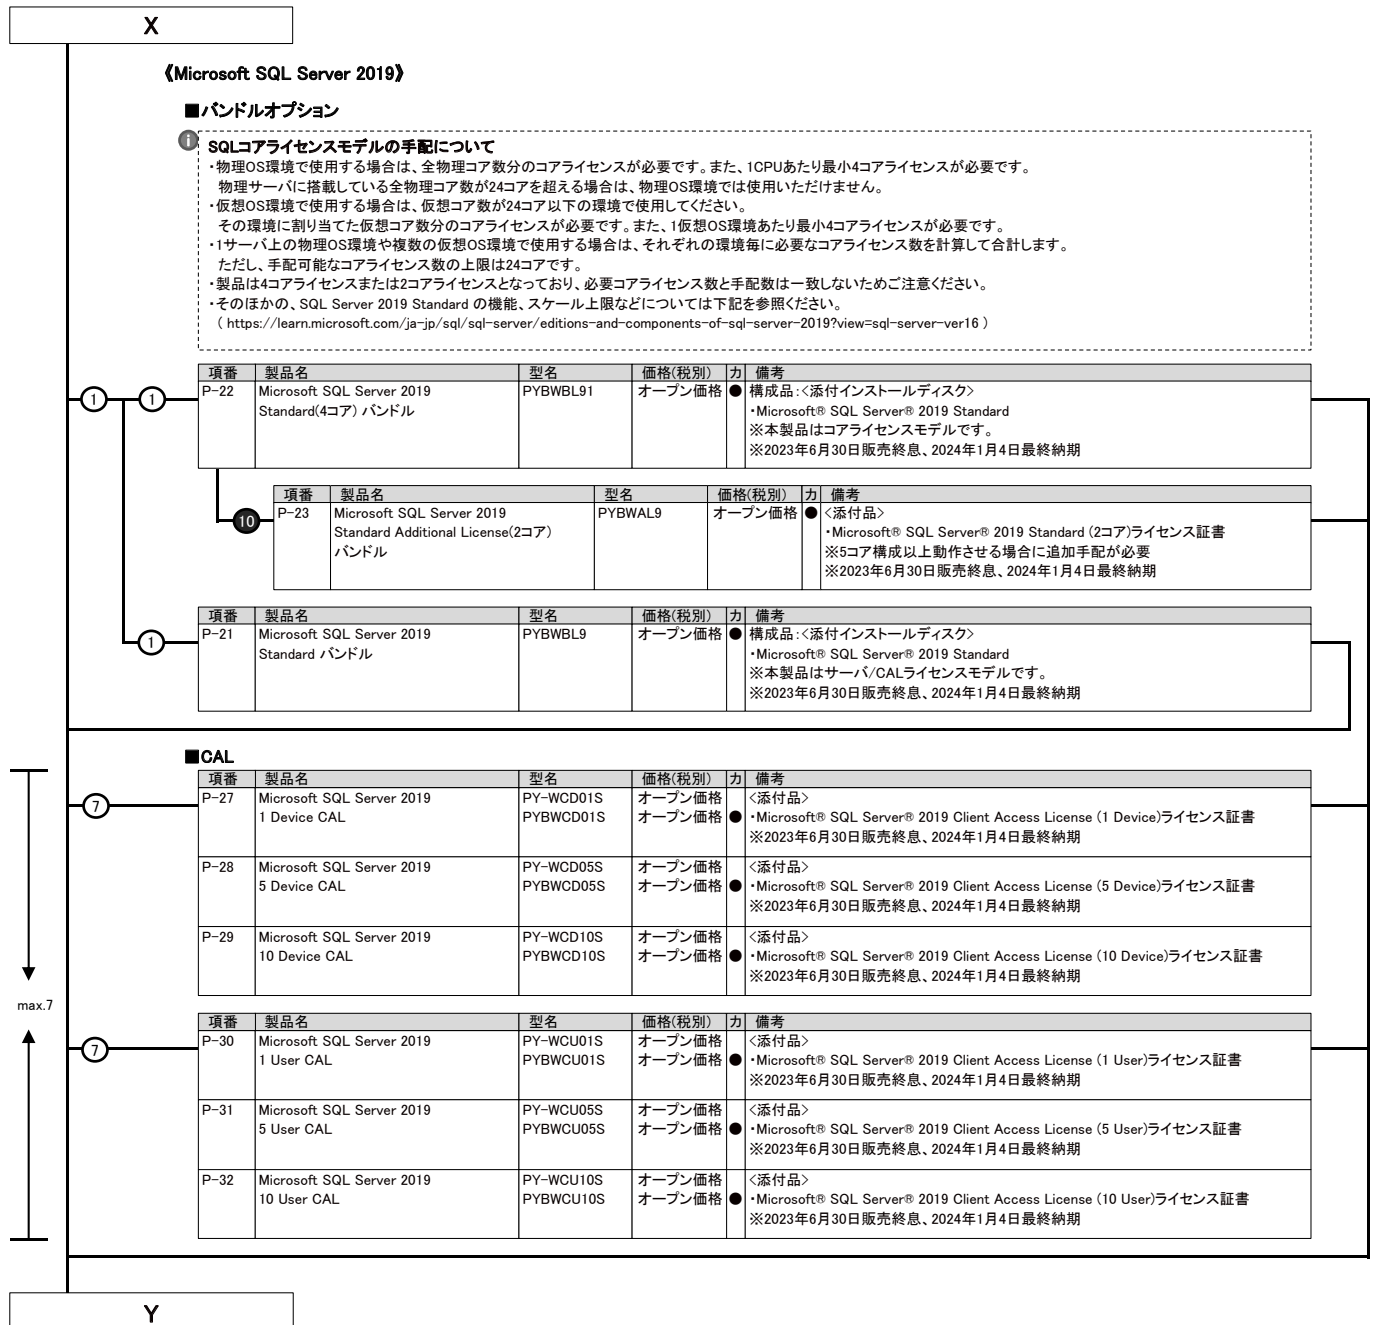 X
《Microsoft SQL Server 2019》
■バンドルオプション
i
SQLコアライセンスモデルの手配について
・物理OS環境で使用する場合は、全物理コア数分のコアライセンスが必要です。また、1CPUあたり最小4コアライセンスが必要です。
物理サーバに搭載している全物理コア数が24コアを超える場合は、物理OS環境では使用いただけません。
・仮想OS環境で使用する場合は、仮想コア数が24コア以下の環境で使用してください。
その環境に割り当てた仮想コア数分のコアライセンスが必要です。また、1仮想OS環境あたり最小4コアライセンスが必要です。
・1サーバ上の物理OS環境や複数の仮想OS環境で使用する場合は、それぞれの環境毎に必要なコアライセンス数を計算して合計します。
ただし、手配可能なコアライセンス数の上限は24コアです。
・製品は4コアライセンスまたは2コアライセンスとなっており、必要コアライセンス数と手配数は一致しないためご注意ください。
・そのほかの、SQL Server 2019 Standard の機能、スケール上限などについては下記を参照ください。
( https://learn.microsoft.com/ja-jp/sql/sql-server/editions-and-components-of-sql-server-2019?view=sql-server-ver16 )
項番 製品名 型名 価格(税別) カ 備考
1 1 P-22 Microsoft SQL Server 2019 PYBWBL91 オープン価格 ● 構成品:<添付インストールディスク>
Standard(4コア) バンドル ・Microsoft® SQL Server® 2019 Standard
※本製品はコアライセンスモデルです。
※2023年6月30日販売終息、2024年1月4日最終納期
項番 製品名 型名 価格(税別) カ 備考
10 P-23 Microsoft SQL Server 2019 PYBWAL9 オープン価格 ● <添付品>
Standard Additional License(2コア) ・Microsoft® SQL Server® 2019 Standard (2コア)ライセンス証書
バンドル ※5コア構成以上動作させる場合に追加手配が必要
※2023年6月30日販売終息、2024年1月4日最終納期
項番 製品名 型名 価格(税別) カ 備考
1 P-21 Microsoft SQL Server 2019 PYBWBL9 オープン価格 ● 構成品:<添付インストールディスク>
Standard バンドル ・Microsoft® SQL Server® 2019 Standard
※本製品はサーバ/CALライセンスモデルです。
※2023年6月30日販売終息、2024年1月4日最終納期
■CAL
項番 製品名 型名 価格(税別) カ 備考
7 P-27 Microsoft SQL Server 2019 PY-WCD01S オープン価格 <添付品>
1 Device CAL PYBWCD01S オープン価格 ● ・Microsoft® SQL Server® 2019 Client Access License (1 Device)ライセンス証書
※2023年6月30日販売終息、2024年1月4日最終納期
P-28 Microsoft SQL Server 2019 PY-WCD05S オープン価格 <添付品>
5 Device CAL PYBWCD05S オープン価格 ● ・Microsoft® SQL Server® 2019 Client Access License (5 Device)ライセンス証書
※2023年6月30日販売終息、2024年1月4日最終納期
P-29 Microsoft SQL Server 2019 PY-WCD10S オープン価格 <添付品>
10 Device CAL PYBWCD10S オープン価格 ● ・Microsoft® SQL Server® 2019 Client Access License (10 Device)ライセンス証書
※2023年6月30日販売終息、2024年1月4日最終納期
max.7
項番 製品名 型名 価格(税別) カ 備考
7 P-30 Microsoft SQL Server 2019 PY-WCU01S オープン価格 <添付品>
1 User CAL PYBWCU01S オープン価格 ● ・Microsoft® SQL Server® 2019 Client Access License (1 User)ライセンス証書
※2023年6月30日販売終息、2024年1月4日最終納期
P-31 Microsoft SQL Server 2019 PY-WCU05S オープン価格 <添付品>
5 User CAL PYBWCU05S オープン価格 ● ・Microsoft® SQL Server® 2019 Client Access License (5 User)ライセンス証書
※2023年6月30日販売終息、2024年1月4日最終納期
P-32 Microsoft SQL Server 2019 PY-WCU10S オープン価格 <添付品>
10 User CAL PYBWCU10S オープン価格 ● ・Microsoft® SQL Server® 2019 Client Access License (10 User)ライセンス証書
※2023年6月30日販売終息、2024年1月4日最終納期
Y